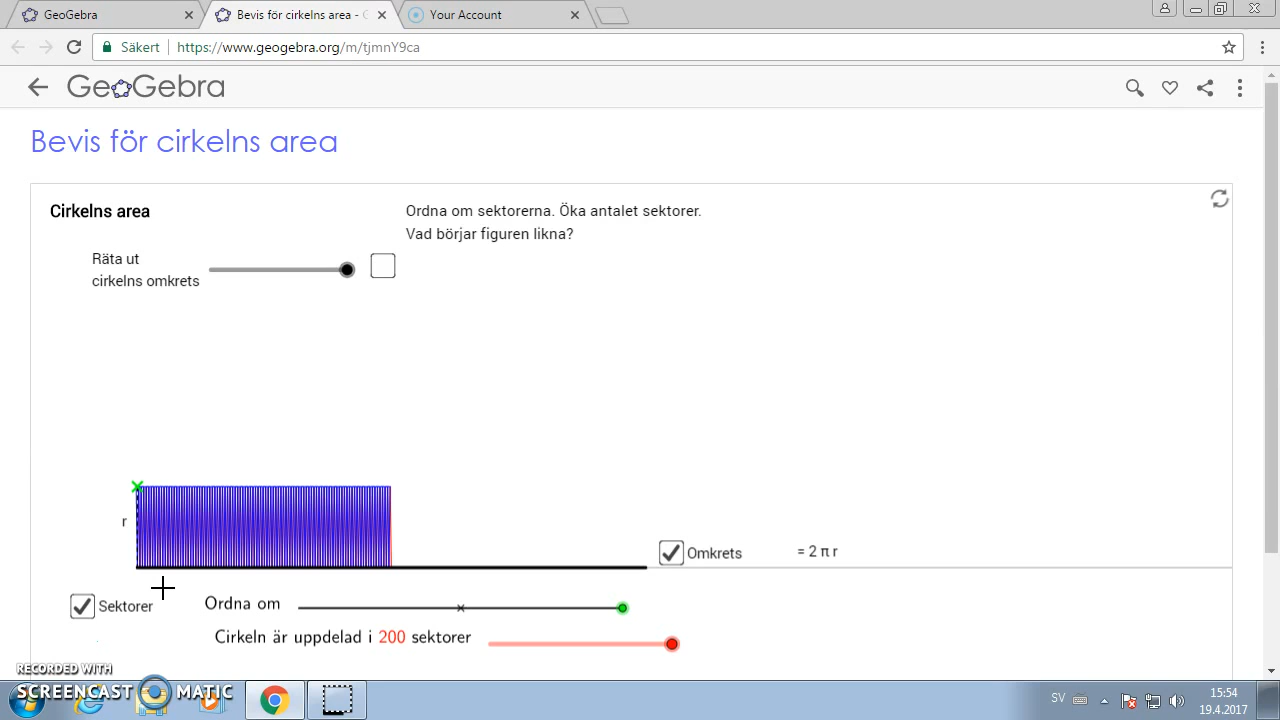 GeoGebra
Bevis för cirkelns area - G
Your Account
Säkert
https://www.geogebra.org/m/tjmnY9ca
GeoGebra
Bevis för cirkelns area
Cirkelns area
Ordna om sektorerna. Öka antalet sektorer.
Vad börjar figuren likna?
Räta ut
cirkelns omkrets
r
Omkrets = 2 π r
Sektorer
Ordna om
Cirkeln är uppdelad i 200 sektorer
RECORDED WITH
SCREENCAST MATIC
SV
15:54
19.4.2017